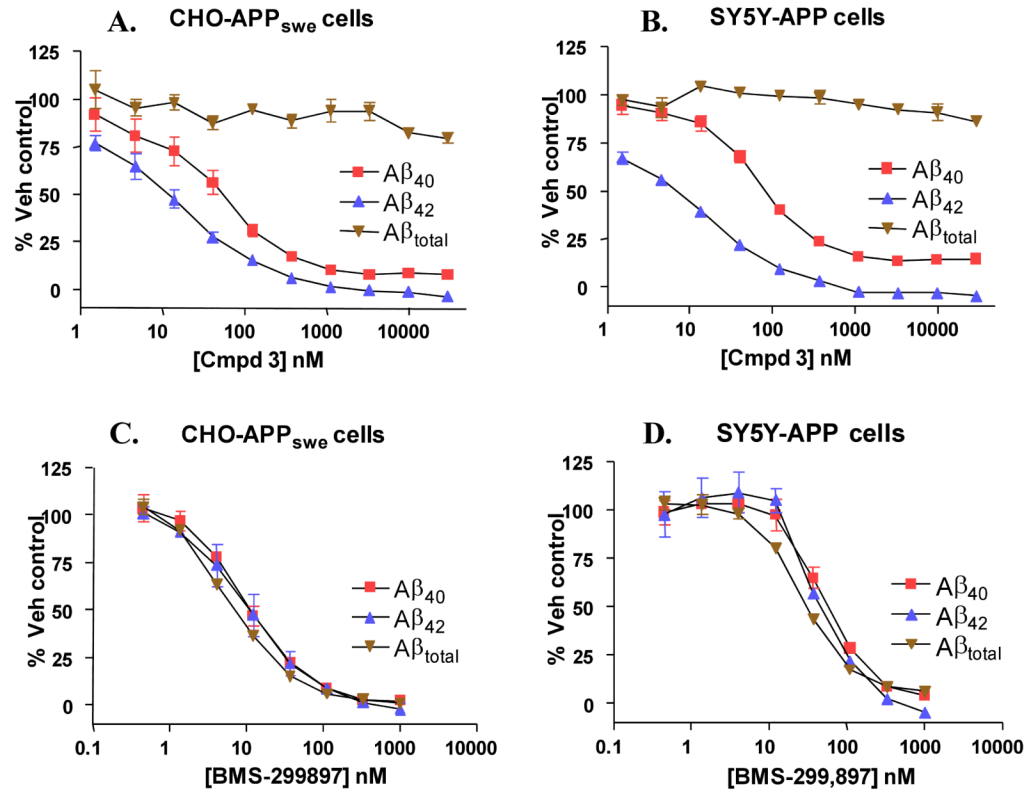 A. CHO-APPswe cells
% Veh control
125
100
75
50
25
0
Aβ40
Aβ42
Aβtotal
1 10 100 1000 10000
[Cmpd 3] nM
B. SY5Y-APP cells
% Veh control
125
100
75
50
25
0
Aβ40
Aβ42
Aβtotal
1 10 100 1000 10000
[Cmpd 3] nM
C. CHO-APPswe cells
% Veh control
125
100
75
50
25
0
Aβ40
Aβ42
Aβtotal
0.1 1 10 100 1000 10000
[BMS-299897] nM
D. SY5Y-APP cells
% Veh control
125
100
75
50
25
0
Aβ40
Aβ42
Aβtotal
0.1 1 10 100 1000 10000
[BMS-299,897] nM